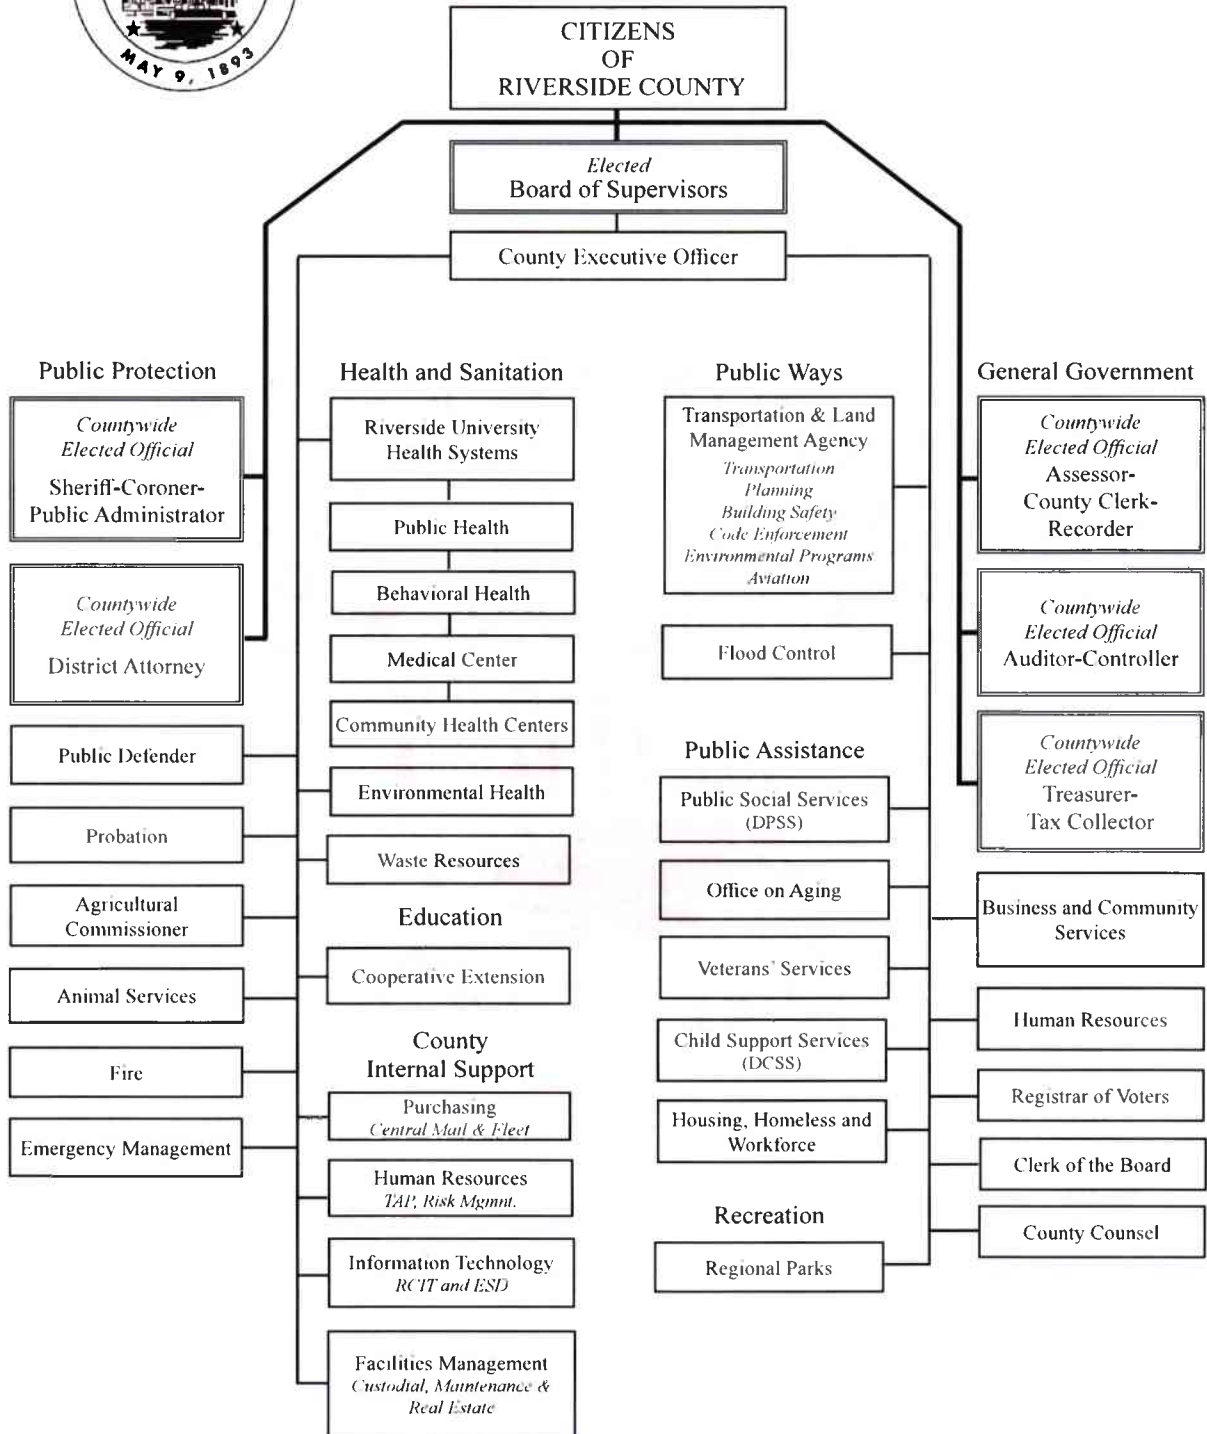 MAY 9, 1893
CITIZENS
OF
RIVERSIDE COUNTY
Elected
Board of Supervisors
County Executive Officer
Public Protection
Countywide
Elected Official
Sheriff-Coroner-
Public Administrator
Countywide
Elected Official
District Attorney
Public Defender
Probation
Agricultural
Commissioner
Animal Services
Fire
Emergency Management
Health and Sanitation
Riverside University
Health Systems
Public Health
Behavioral Health
Medical Center
Community Health Centers
Environmental Health
Waste Resources
Education
Cooperative Extension
County
Internal Support
Purchasing
Central Mail & Fleet
Human Resources
TAP, Risk Mgmnt.
Information Technology
RCIT and ESD
Facilities Management
Custodial, Maintenance &
Real Estate
Public Ways
Transportation & Land
Management Agency
Transportation
Planning
Building Safety
Code Enforcement
Environmental Programs
Aviation
Flood Control
Public Assistance
Public Social Services
(DPSS)
Office on Aging
Veterans' Services
Child Support Services
(DCSS)
Housing, Homeless and
Workforce
Recreation
Regional Parks
General Government
Countywide
Elected Official
Assessor-
County Clerk-
Recorder
Countywide
Elected Official
Auditor-Controller
Countywide
Elected Official
Treasurer-
Tax Collector
Business and Community
Services
Human Resources
Registrar of Voters
Clerk of the Board
County Counsel